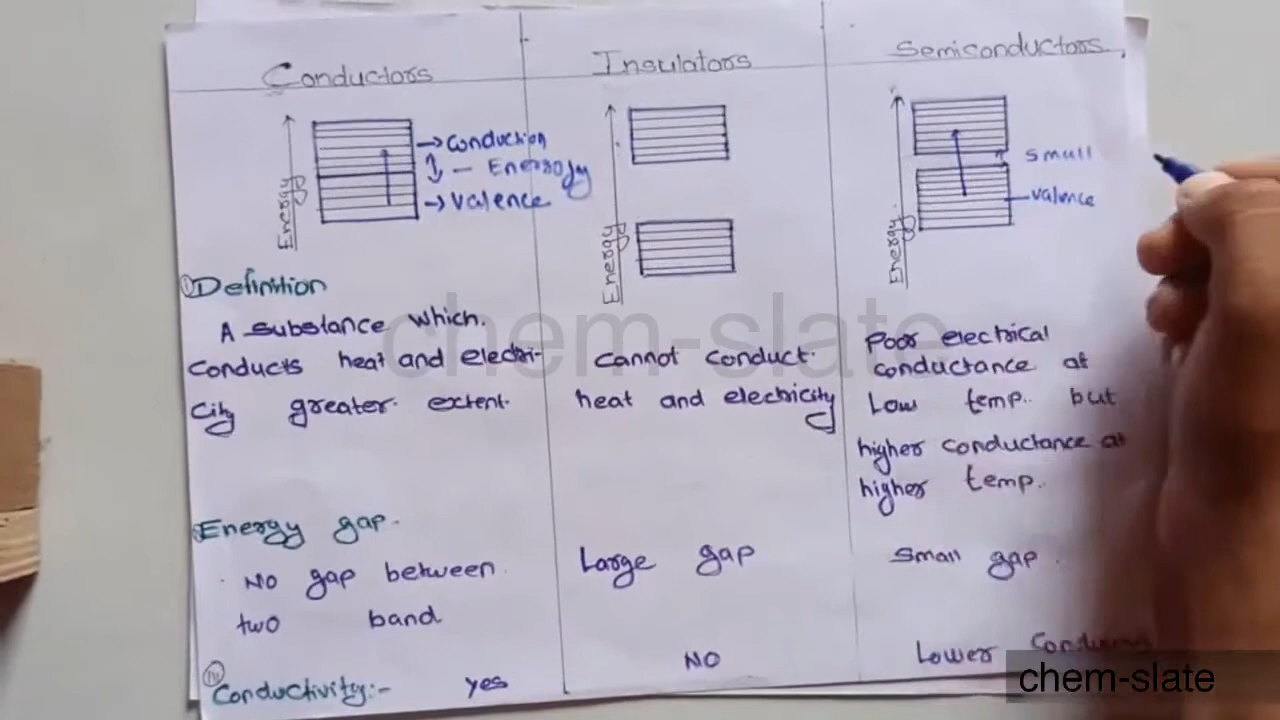 Conductors
Insulators
Semiconductors,
Energy
→Conduction
↕ – Energy
→Valence
Energy
Energy.
small
valence
(i) Definition
A substance which.
conducts heat and electri-
city greater. extent.
cannot conduct.
heat and electricity
Poor electrical
conductance at
Low temp.. but
higher conductance at
higher temp..
Energy gap.
No gap between.
two band
Large gap
small gap.
(iii) Conductivity:- yes
NO
Lower
chem-slate
chem-slate